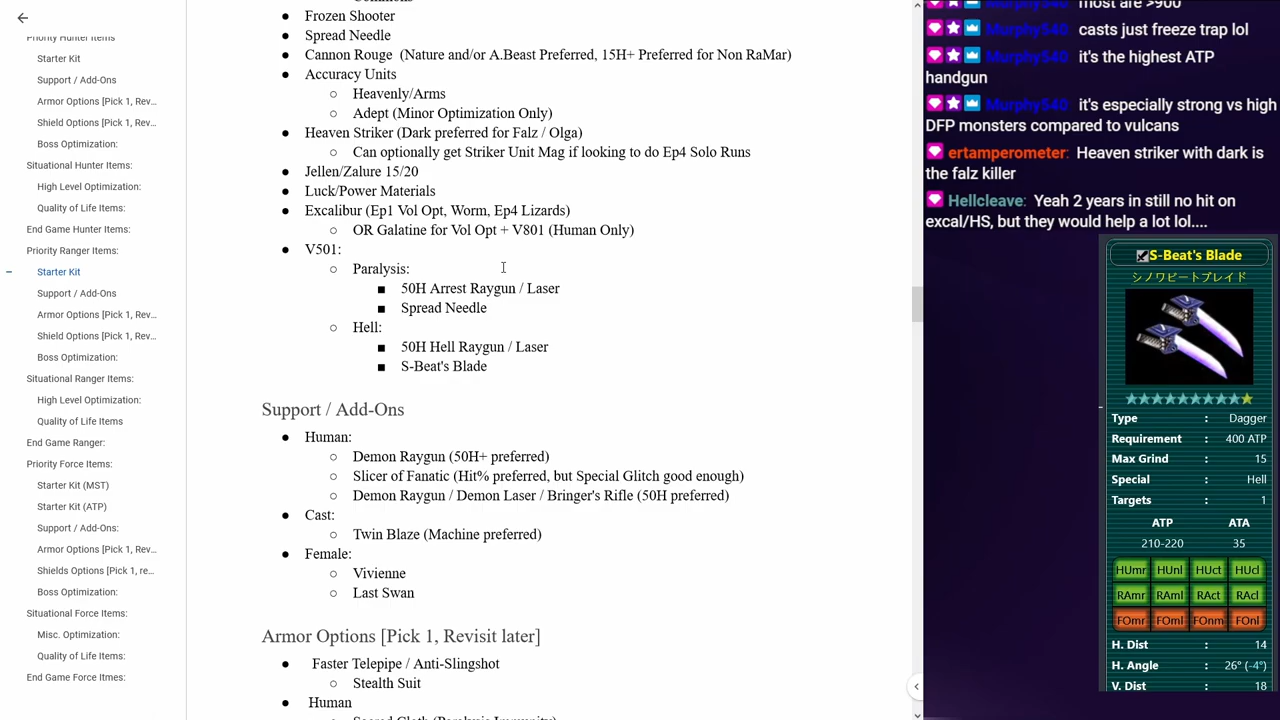 Priority Hunter Items
Starter Kit
Support / Add-Ons
Armor Options [Pick 1, Rev...
Shield Options [Pick 1, Rev...
Boss Optimization:
Situational Hunter Items:
High Level Optimization:
Quality of Life Items:
End Game Hunter Items:
Priority Ranger Items:
Starter Kit
Support / Add-Ons
Armor Options [Pick 1, Rev...
Shield Options [Pick 1, Rev...
Boss Optimization:
Situational Ranger Items:
High Level Optimization:
Quality of Life Items
End Game Ranger:
Priority Force Items:
Starter Kit (MST)
Starter Kit (ATP)
Support / Add-Ons:
Armor Options [Pick 1, Rev...
Shields Options [Pick 1, re...
Boss Optimization:
Situational Force Items:
Misc. Optimization:
Quality of Life Items:
End Game Force Itmes:
Frozen Shooter
Spread Needle
Cannon Rouge (Nature and/or A.Beast Preferred, 15H+ Preferred for Non RaMar)
Accuracy Units
Heavenly/Arms
Adept (Minor Optimization Only)
Heaven Striker (Dark preferred for Falz / Olga)
Can optionally get Striker Unit Mag if looking to do Ep4 Solo Runs
Jellen/Zalure 15/20
Luck/Power Materials
Excalibur (Ep1 Vol Opt, Worm, Ep4 Lizards)
OR Galatine for Vol Opt + V801 (Human Only)
V501:
Paralysis:
50H Arrest Raygun / Laser
Spread Needle
Hell:
50H Hell Raygun / Laser
S-Beat's Blade
Support / Add-Ons
Human:
Demon Raygun (50H+ preferred)
Slicer of Fanatic (Hit% preferred, but Special Glitch good enough)
Demon Raygun / Demon Laser / Bringer's Rifle (50H preferred)
Cast:
Twin Blaze (Machine preferred)
Female:
Vivienne
Last Swan
Armor Options [Pick 1, Revisit later]
Faster Telepipe / Anti-Slingshot
Stealth Suit
Human
Sacred Cloth (Paralysis Immunity)
Murphy540 most are >900
Murphy540 casts just freeze trap lol
Murphy540 it's the highest ATP
handgun
Murphy540 it's especially strong vs high
DFP monsters compared to vulcans
ertamperometer: Heaven striker with dark is
the falz killer
Hellcleave: Yeah 2 years in still no hit on
excal/HS, but they would help a lot lol....
S-Beat's Blade
シノワビートブレイド
Type : Dagger
Requirement : 400 ATP
Max Grind : 15
Special : Hell
Targets : 1
ATP ATA
210-220 35
HUmr HUnl HUct HUcl
RAmr RAml RAct RAcl
FOmr FOml FOnm FOnl
H. Dist : 14
H. Angle : 26° (-4°)
V. Dist : 18